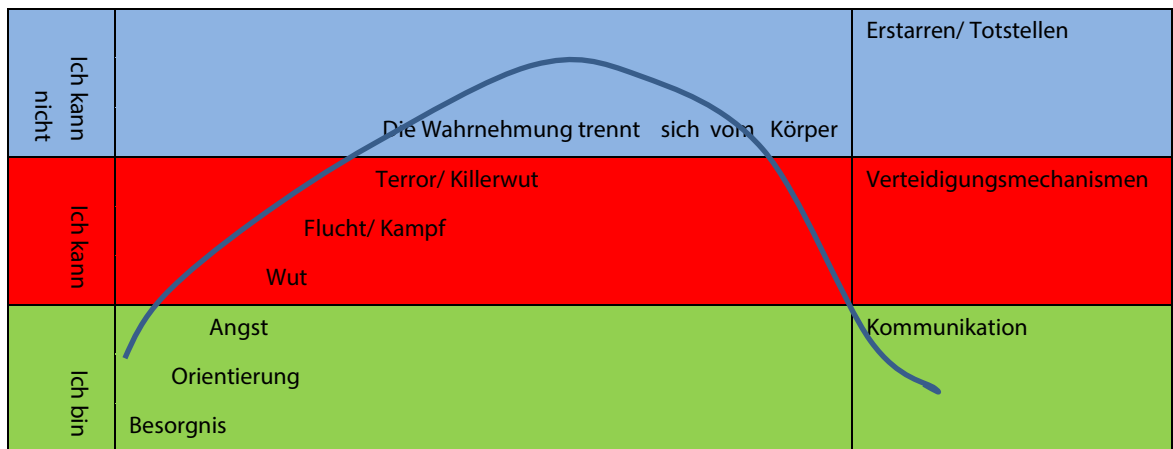 Erstarren/ Totstellen
Ich kann
nicht
Die Wahrnehmung trennt sich vom Körper
Ich kann
Terror/ Killerwut
Verteidigungsmechanismen
Flucht/ Kampf
Wut
Ich bin
Angst
Kommunikation
Orientierung
Besorgnis